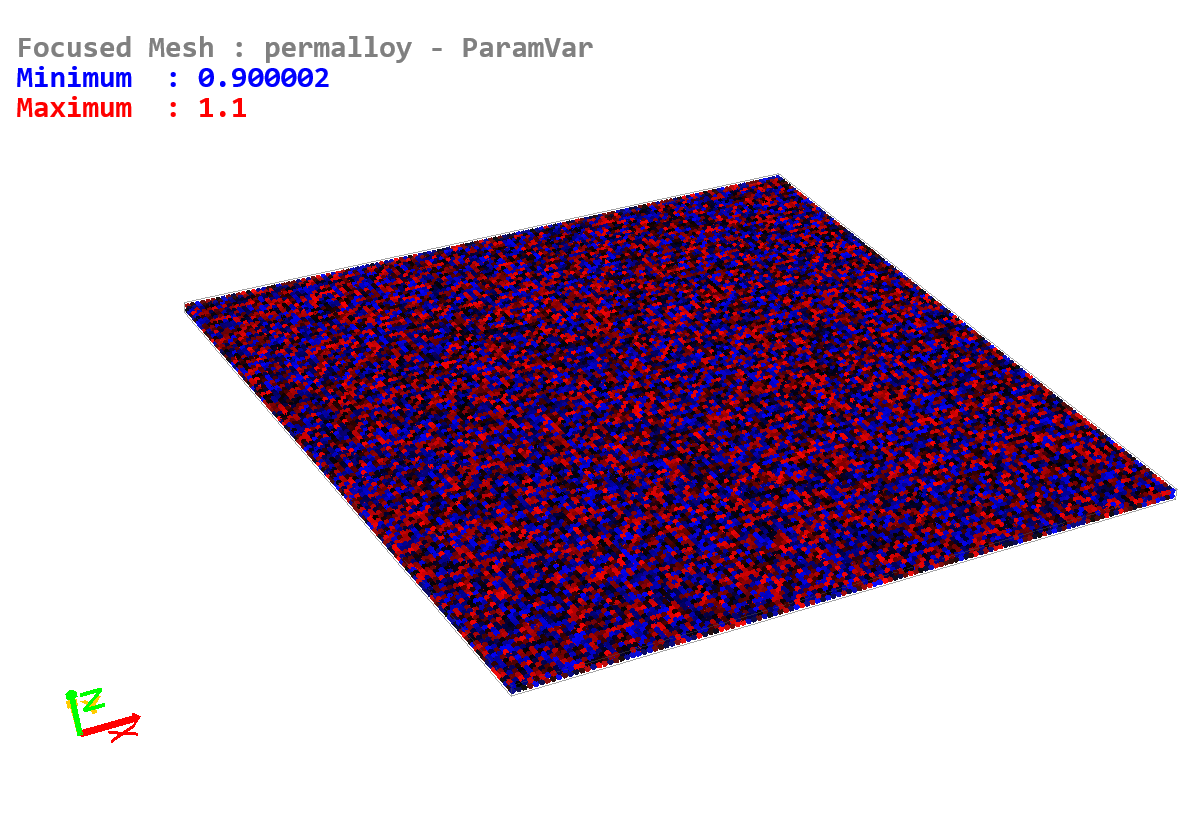 Focused Mesh : permalloy - ParamVar
Minimum  : 0.900002
Maximum  : 1.1
Z
X